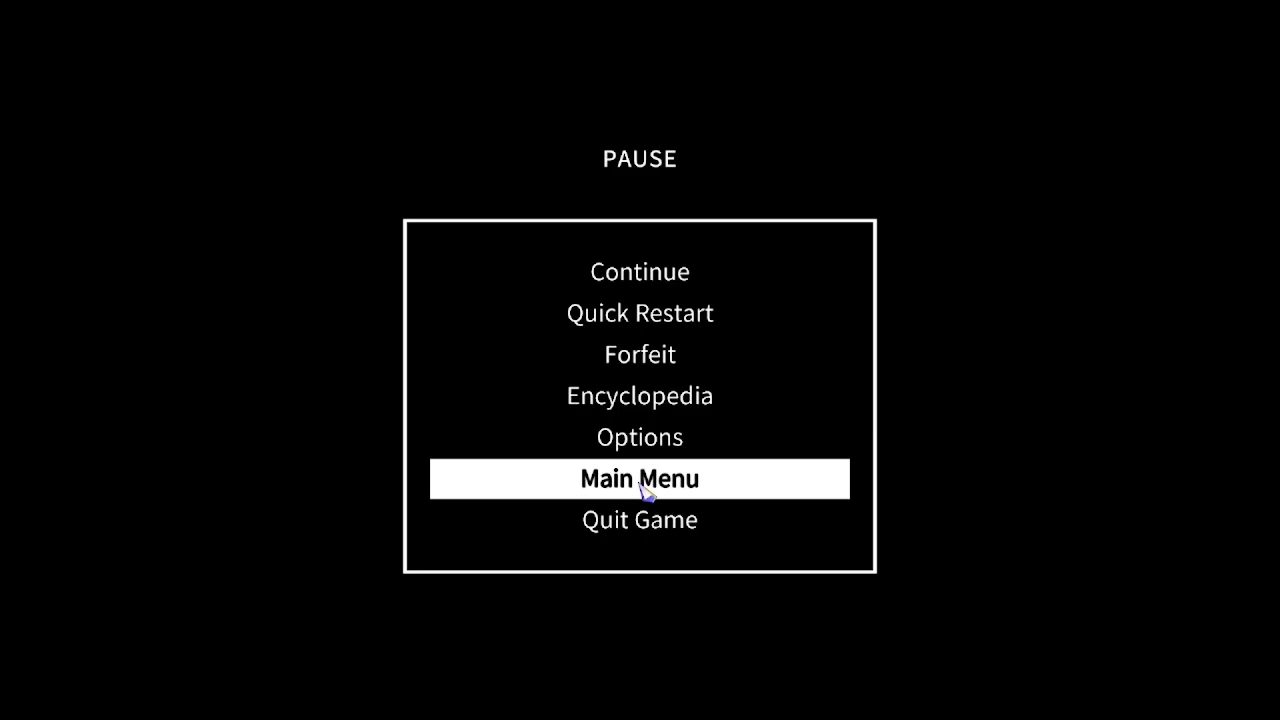 PAUSE
Continue
Quick Restart
Forfeit
Encyclopedia
Options
Main Menu
Quit Game